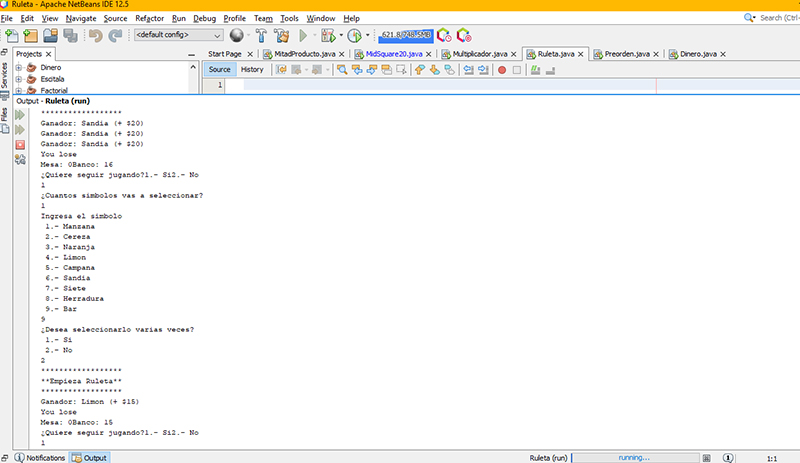 Ruleta - Apache NetBeans IDE 12.5
File Edit View Navigate Source Refactor Run Debug Profile Team Tools Window Help
Search (Ctrl-
<default config>
Projects
Start Page MitadProducto.java MidSquare20.java Multiplicador.java Ruleta.java Preorden.java Dinero.java
Services
Files
Dinero
Escitala
Factorial
Source History
1
Output - Ruleta (run)
******************
Ganador: Sandia (+ $20)
Ganador: Sandia (+ $20)
Ganador: Sandia (+ $20)
You lose
Mesa: 0Banco: 16
¿Quiere seguir jugando?1.- Si2.- No
1
¿Cuantos simbolos vas a seleccionar?
1
Ingresa el simbolo
1.- Manzana
2.- Cereza
3.- Naranja
4.- Limon
5.- Campana
6.- Sandia
7.- Siete
8.- Herradura
9.- Bar
9
¿Desea seleccionarlo varias veces?
1.- Si
2.- No
2
******************
**Empieza Ruleta**
******************
Ganador: Limon (+ $15)
You lose
Mesa: 0Banco: 15
¿Quiere seguir jugando?1.- Si2.- No
1
Notifications Output Ruleta (run) running... 1:1